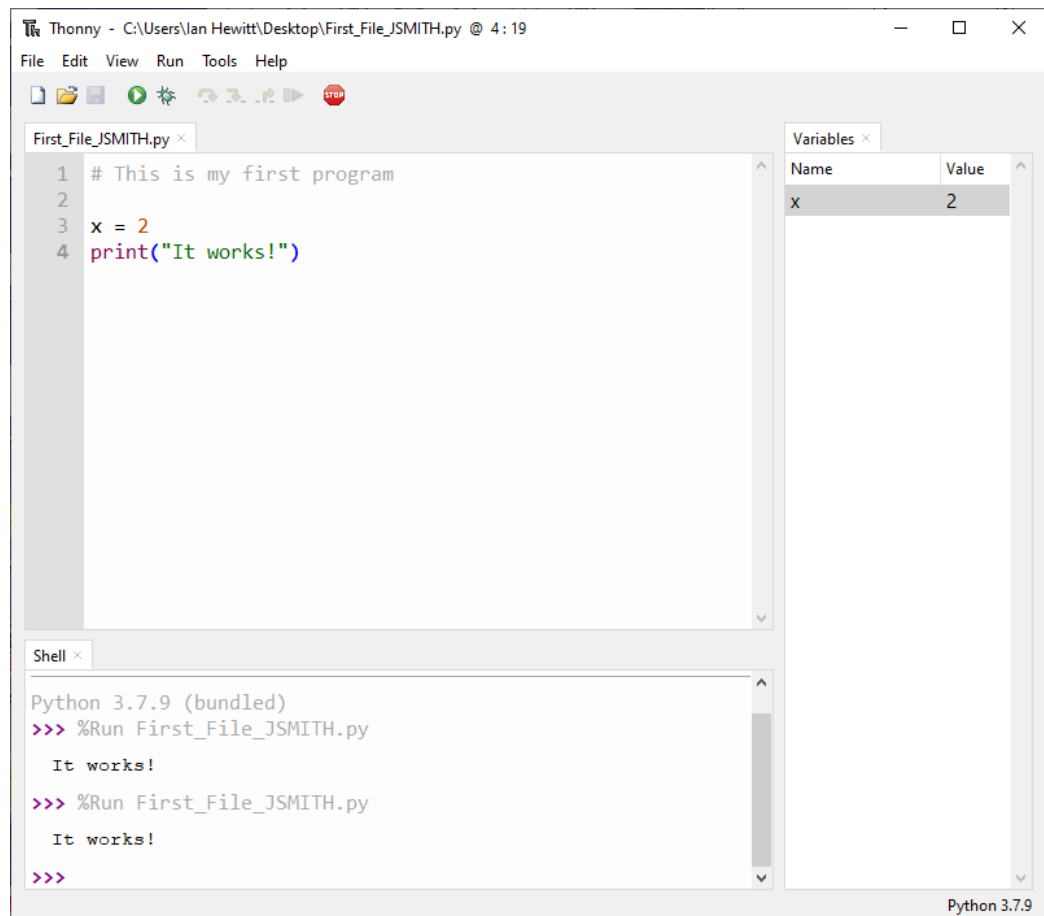 Thonny - C:\Users\Ian Hewitt\Desktop\First_File_JSMITH.py @ 4 : 19
File Edit View Run Tools Help
STOP
First_File_JSMITH.py
1 # This is my first program
2
3 x = 2
4 print("It works!")
Variables
Name Value
x 2
Shell
Python 3.7.9 (bundled)
>>> %Run First_File_JSMITH.py
It works!
>>> %Run First_File_JSMITH.py
It works!
>>>
Python 3.7.9